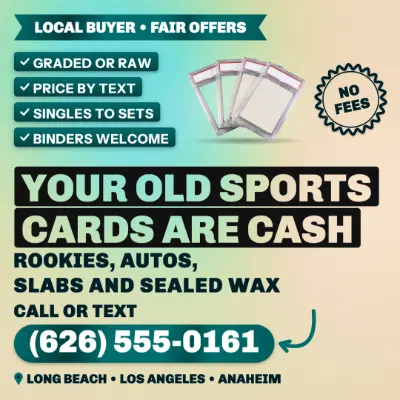 LOCAL BUYER • FAIR OFFERS
✓ GRADED OR RAW
✓ PRICE BY TEXT
✓ SINGLES TO SETS
✓ BINDERS WELCOME
NO
FEES
YOUR OLD SPORTS
CARDS ARE CASH
ROOKIES, AUTOS,
SLABS AND SEALED WAX
CALL OR TEXT
(626) 555-0161
LONG BEACH • LOS ANGELES • ANAHEIM